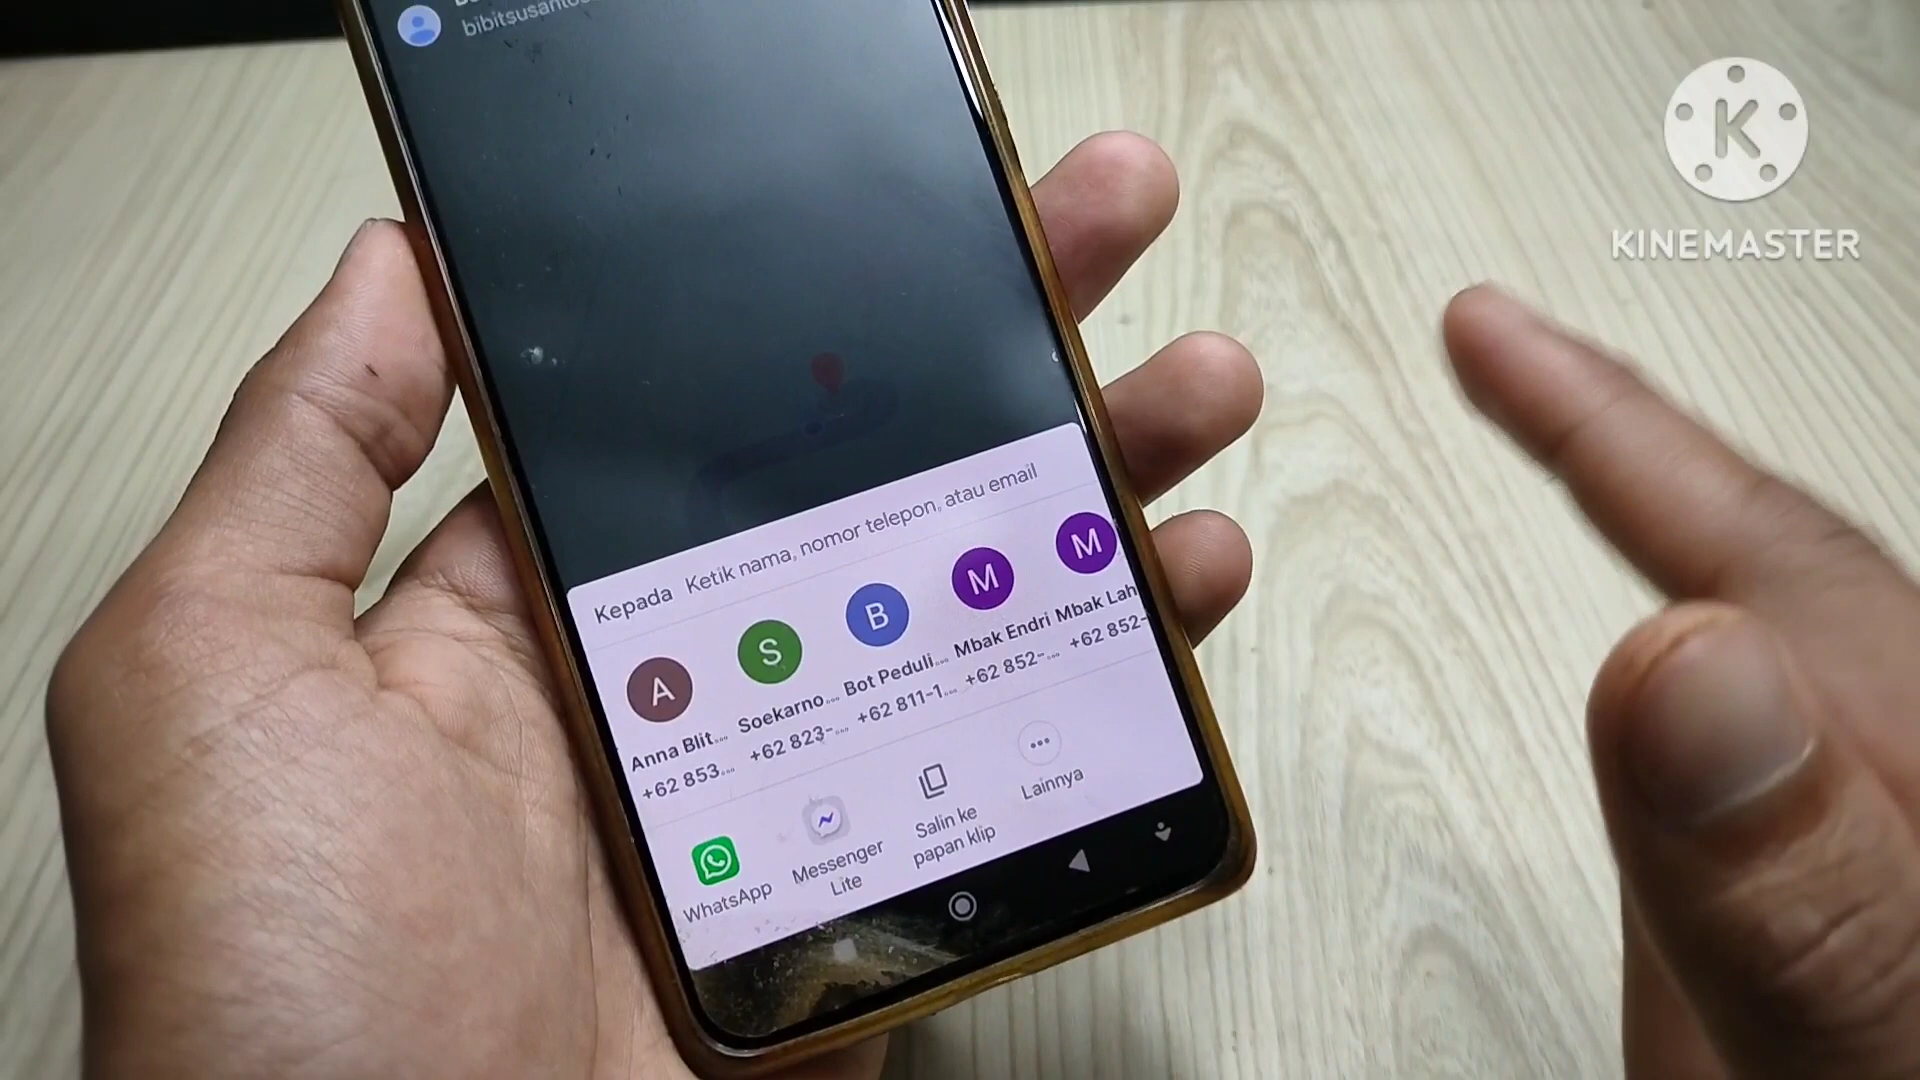 bibitsusanto
K
KINEMASTER
Kepada Ketik nama, nomor telepon, atau email
A
S
B
M
M
Anna Blit...
Soekarno...
Bot Peduli...
Mbak Endri
Mbak Lah
+62 853...
+62 823-...
+62 811-1...
+62 852-...
+62 852-
WhatsApp
Messenger
Lite
Salin ke
papan klip
Lainnya